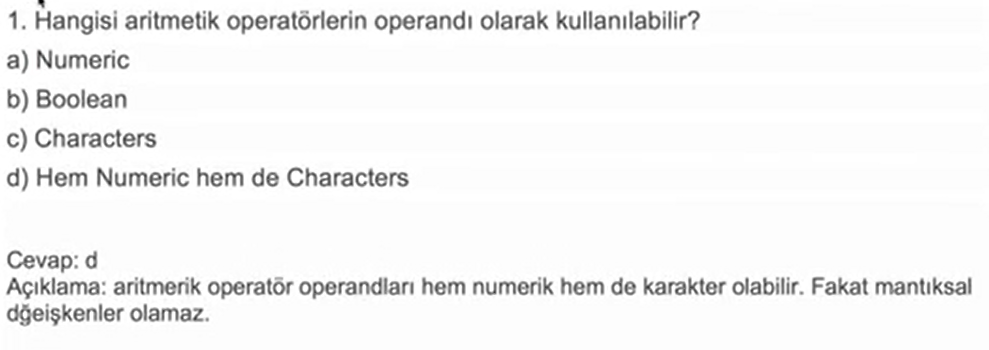 1. Hangisi aritmetik operatörlerin operandı olarak kullanılabilir?
a) Numeric
b) Boolean
c) Characters
d) Hem Numeric hem de Characters
Cevap: d
Açıklama: aritmerik operatör operandları hem numerik hem de karakter olabilir. Fakat mantıksal
dğeişkenler olamaz.